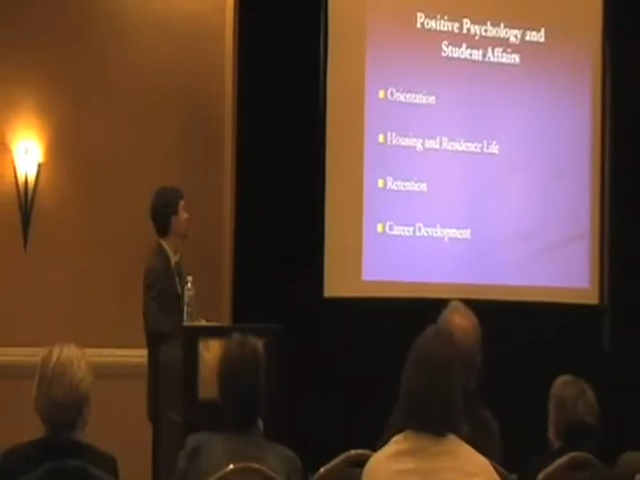 Positive Psychology and
Student Affairs
Orientation
Housing and Residence Life
Retention
Career Development